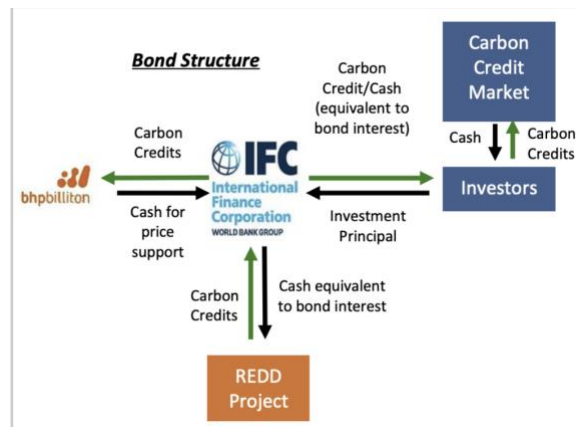 Bond Structure
Carbon
Credit/Cash
(equivalent to
bond interest)
Carbon
Credit
Market
Cash
Carbon
Credits
Investors
Carbon
Credits
bhpbilliton
Cash for
price
support
IFC
International
Finance
Corporation
WORLD BANK GROUP
Investment
Principal
Carbon
Credits
Cash equivalent
to bond interest
REDD
Project